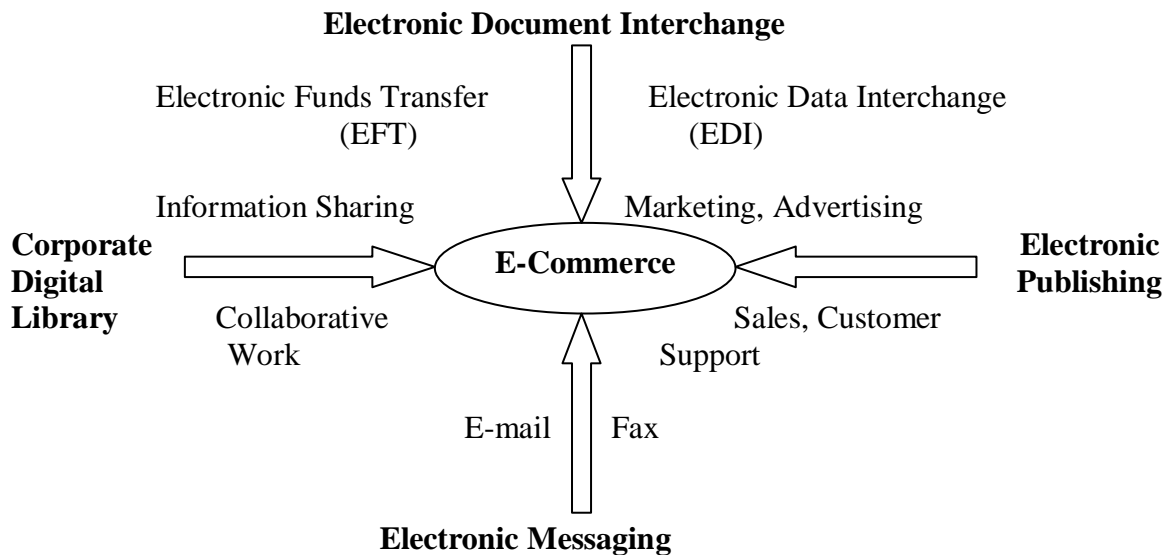 Electronic Document Interchange
Electronic Funds Transfer
(EFT)
Electronic Data Interchange
(EDI)
Information Sharing
Marketing, Advertising
Corporate
Digital
Library
E-Commerce
Electronic
Publishing
Collaborative
Work
Sales, Customer
Support
E-mail
Fax
Electronic Messaging